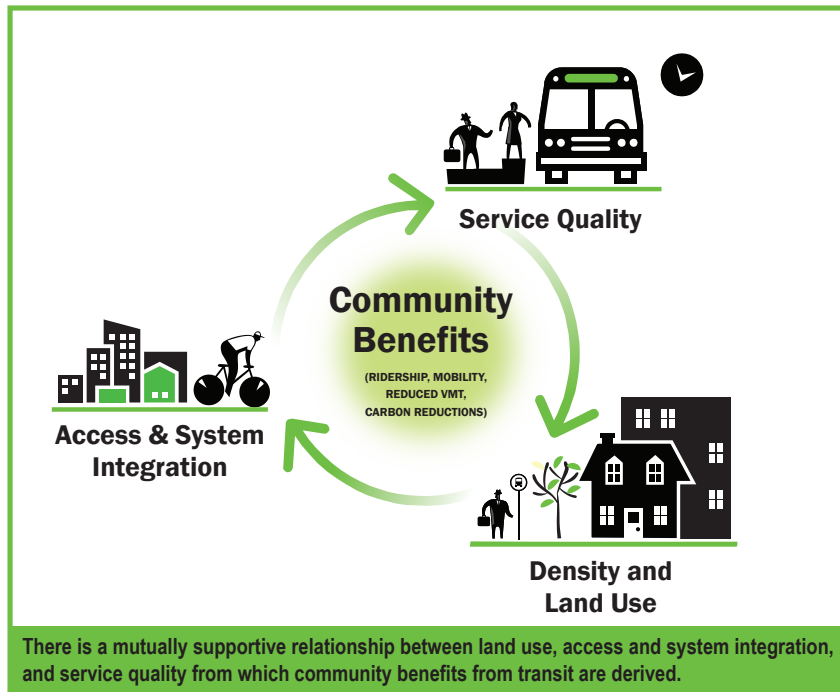 Service Quality
Community
Benefits
(RIDERSHIP, MOBILITY,
REDUCED VMT,
CARBON REDUCTIONS)
Access & System
Integration
Density and
Land Use
There is a mutually supportive relationship between land use, access and system integration,
and service quality from which community benefits from transit are derived.